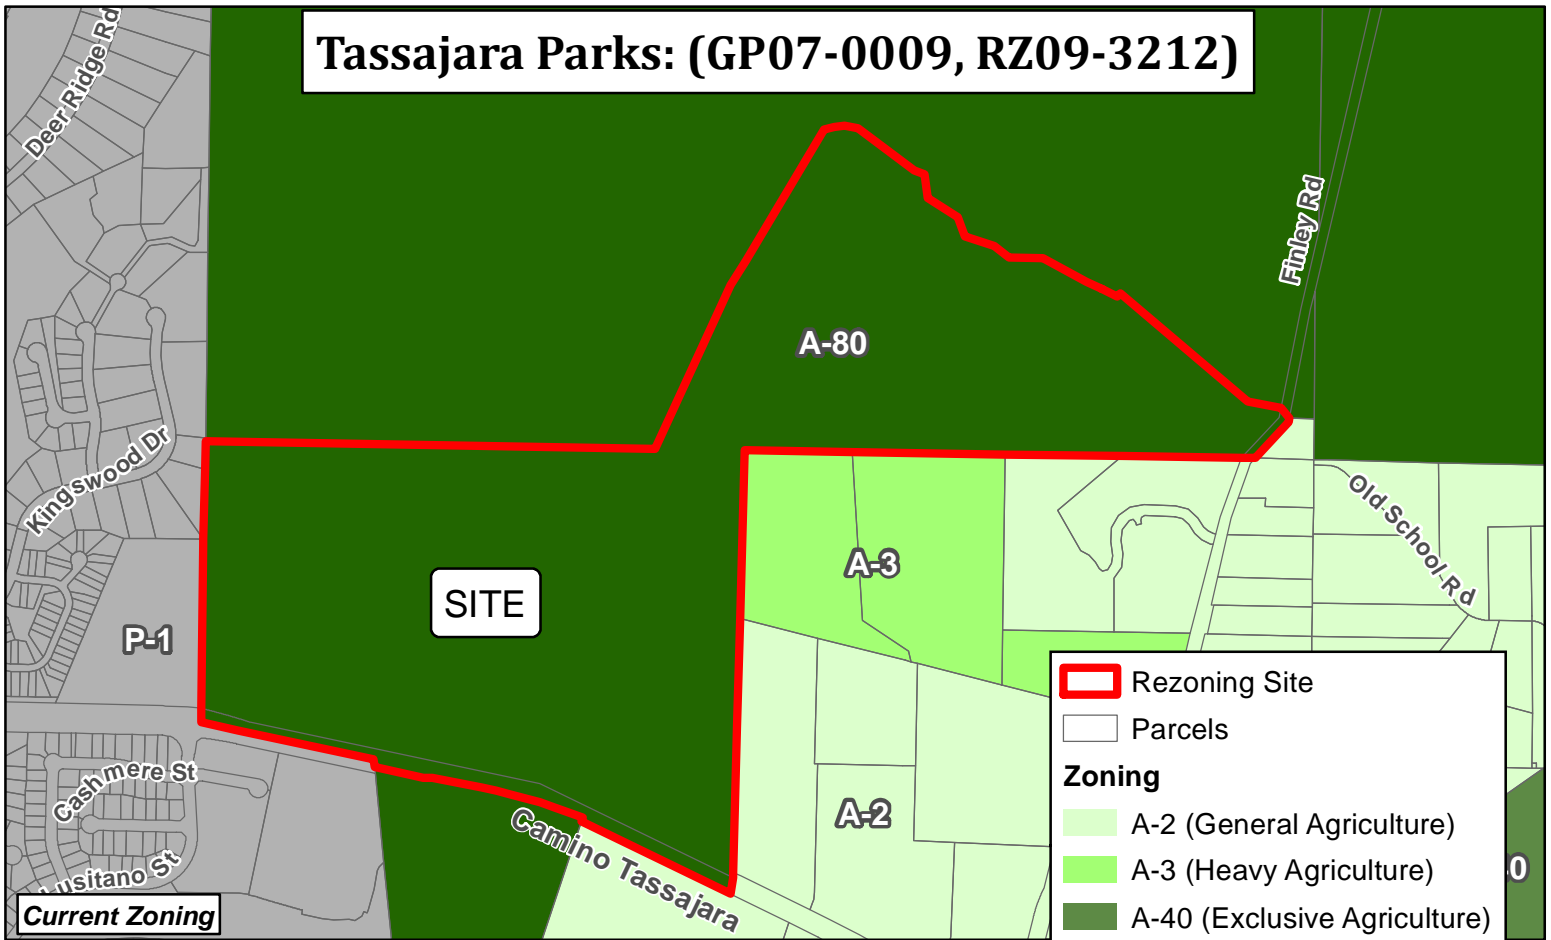 Tassajara Parks: (GP07-0009, RZ09-3212)
Deer Ridge Rd
Finley Rd
A-80
Kingswood Dr
Old School Rd
A-3
SITE
P-1
Rezoning Site
Parcels
Zoning
A-2 (General Agriculture)
A-3 (Heavy Agriculture)
A-40 (Exclusive Agriculture)
Cashmere St
A-2
Camino Tassajara
Lusitano St
Current Zoning